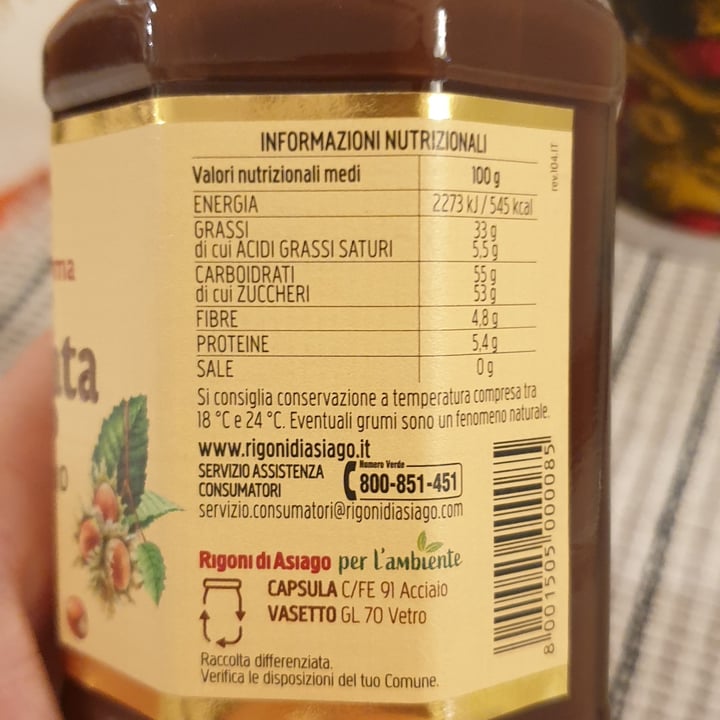 INFORMAZIONI NUTRIZIONALI
Valori nutrizionali medi 100 g
ENERGIA 2273 kJ / 545 kcal
GRASSI 33 g
di cui ACIDI GRASSI SATURI 5,5 g
CARBOIDRATI 55 g
di cui ZUCCHERI 53 g
FIBRE 4,8 g
PROTEINE 5,4 g
SALE 0 g
Si consiglia conservazione a temperatura compresa tra
18 °C e 24 °C. Eventuali grumi sono un fenomeno naturale.
www.rigonidiasiago.it
SERVIZIO ASSISTENZA
CONSUMATORI
Numero Verde
800-851-451
servizio.consumatori@rigonidiasiago.com
Rigoni di Asiago per l'ambiente
CAPSULA C/FE 91 Acciaio
VASETTO GL 70 Vetro
Raccolta differenziata.
Verifica le disposizioni del tuo Comune.
rev.104.IT
8 001505 000085